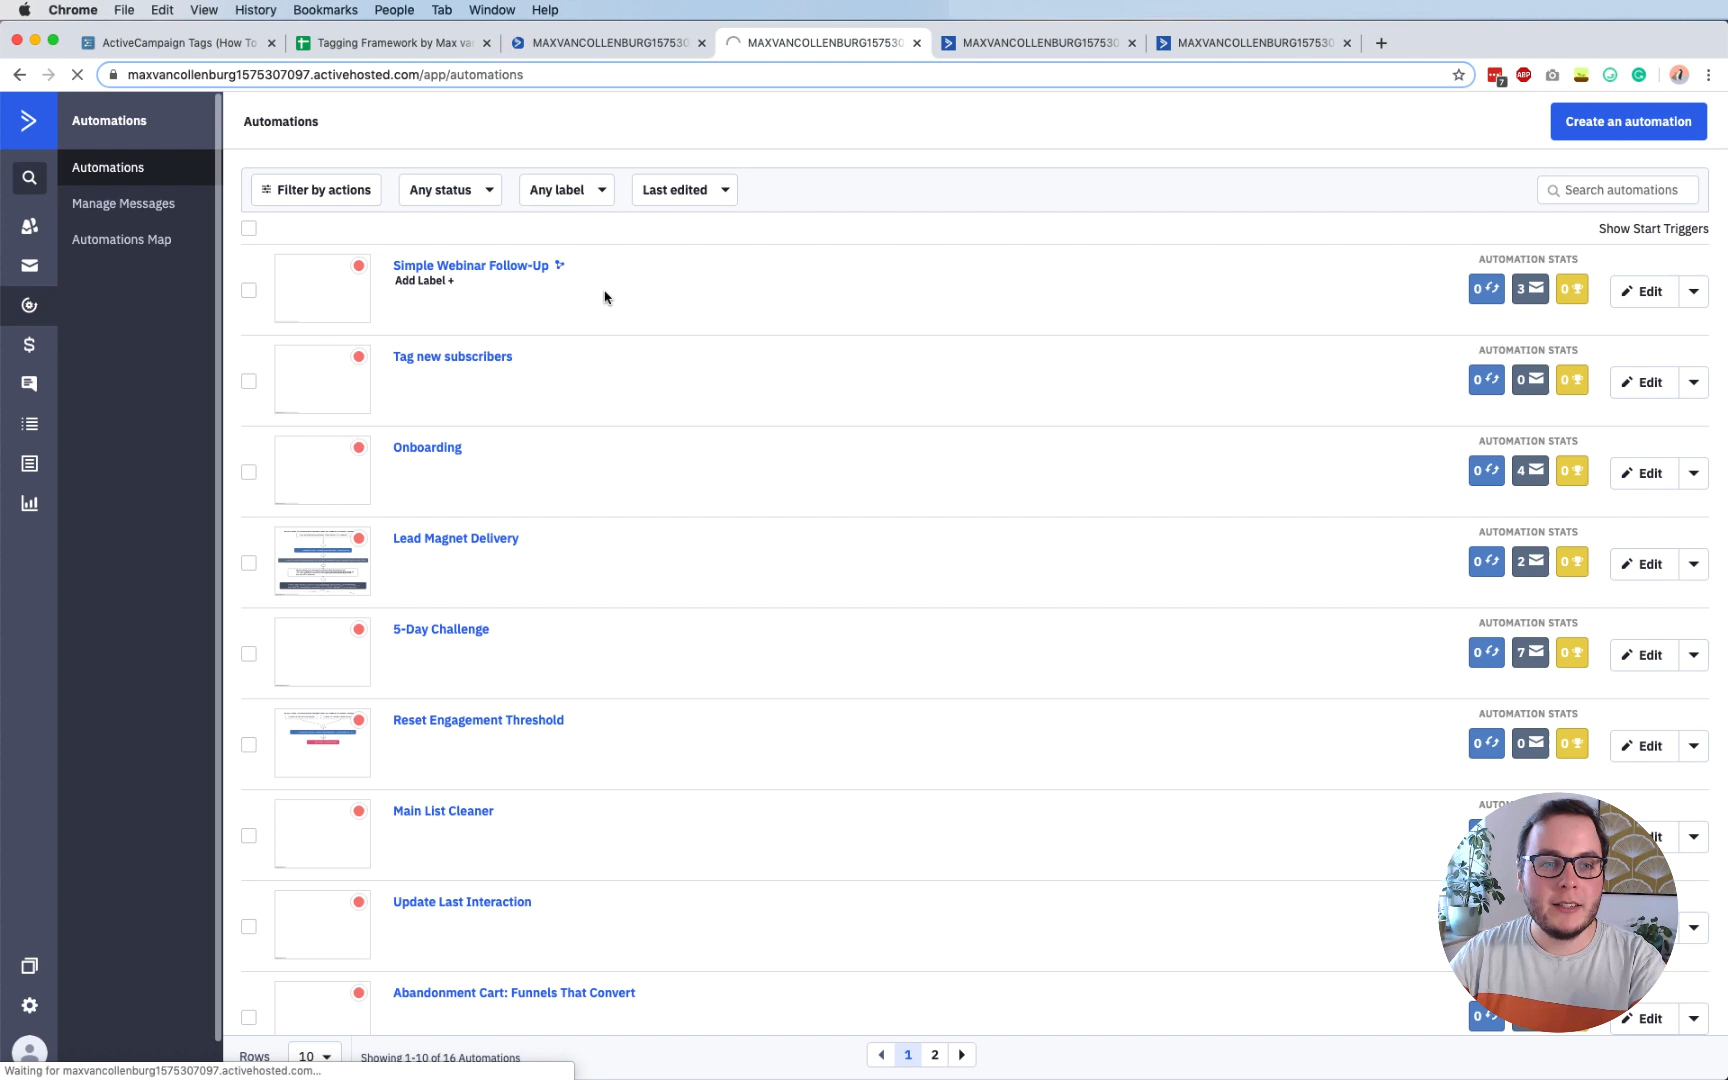 Chrome File Edit View History Bookmarks People Tab Window Help
ActiveCampaign Tags (How To
Tagging Framework by Max va
MAXVANCOLLENBURG157530
MAXVANCOLLENBURG157530
MAXVANCOLLENBURG157530
MAXVANCOLLENBURG157530
maxvancollenburg1575307097.activehosted.com/app/automations
7
ABP
Automations
Automations
Create an automation
Automations
Manage Messages
Automations Map
Filter by actions
Any status
Any label
Last edited
Search automations
Show Start Triggers
Simple Webinar Follow-Up
Add Label +
AUTOMATION STATS
0 3 0
Edit
Tag new subscribers
AUTOMATION STATS
0 0 0
Edit
Onboarding
AUTOMATION STATS
0 4 0
Edit
Lead Magnet Delivery
AUTOMATION STATS
0 2 0
Edit
5-Day Challenge
AUTOMATION STATS
0 7 0
Edit
Reset Engagement Threshold
AUTOMATION STATS
0 0 0
Edit
Main List Cleaner
Update Last Interaction
Abandonment Cart: Funnels That Convert
0
Edit
Rows 10 Showing 1-10 of 16 Automations
1 2
Waiting for maxvancollenburg1575307097.activehosted.com...